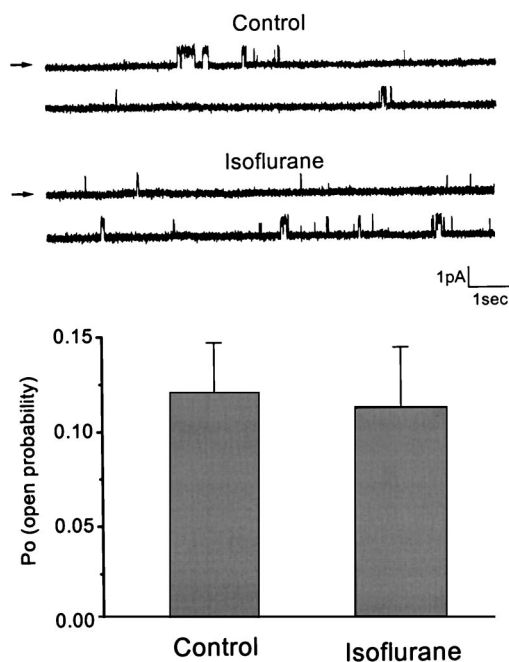 Control
Isoflurane
1pA
1sec
0.15
0.10
0.05
0.00
Po (open probability)
Control
Isoflurane